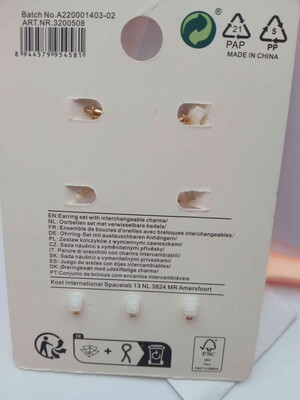 Batch No.A220001403-02
ART.NR.3200508
8944579954581
21
PAP
5
PP
MADE IN CHINA
EN:Earring set with interchangeable charms/
NL: Oorbellen set met verwisselbare bedels/
FR:Ensemble de boucles d'oreilles avec breloques interchangeables/
DE: Ohrring-Set mit austauschbaren Anhängern/
PL: Zestaw kolczyków z wymiennymi zawieszkami/
CZ: Sada náušnic s vyměnitelnými přívěsky/
IT: Parure di orecchini con charms intercambiabili/
SK: Sada náušníc s vymeniteľnými príveskami/
ES: Juego de aretes con dijes intercambiables/
DK: Øreringesæt med udskiftelige charms/
PT:Conjunto de brincos com encantos intercambiáveis
Kost International Spacelab 13 NL 3824 MR Amersfoort
FR
+
FSC